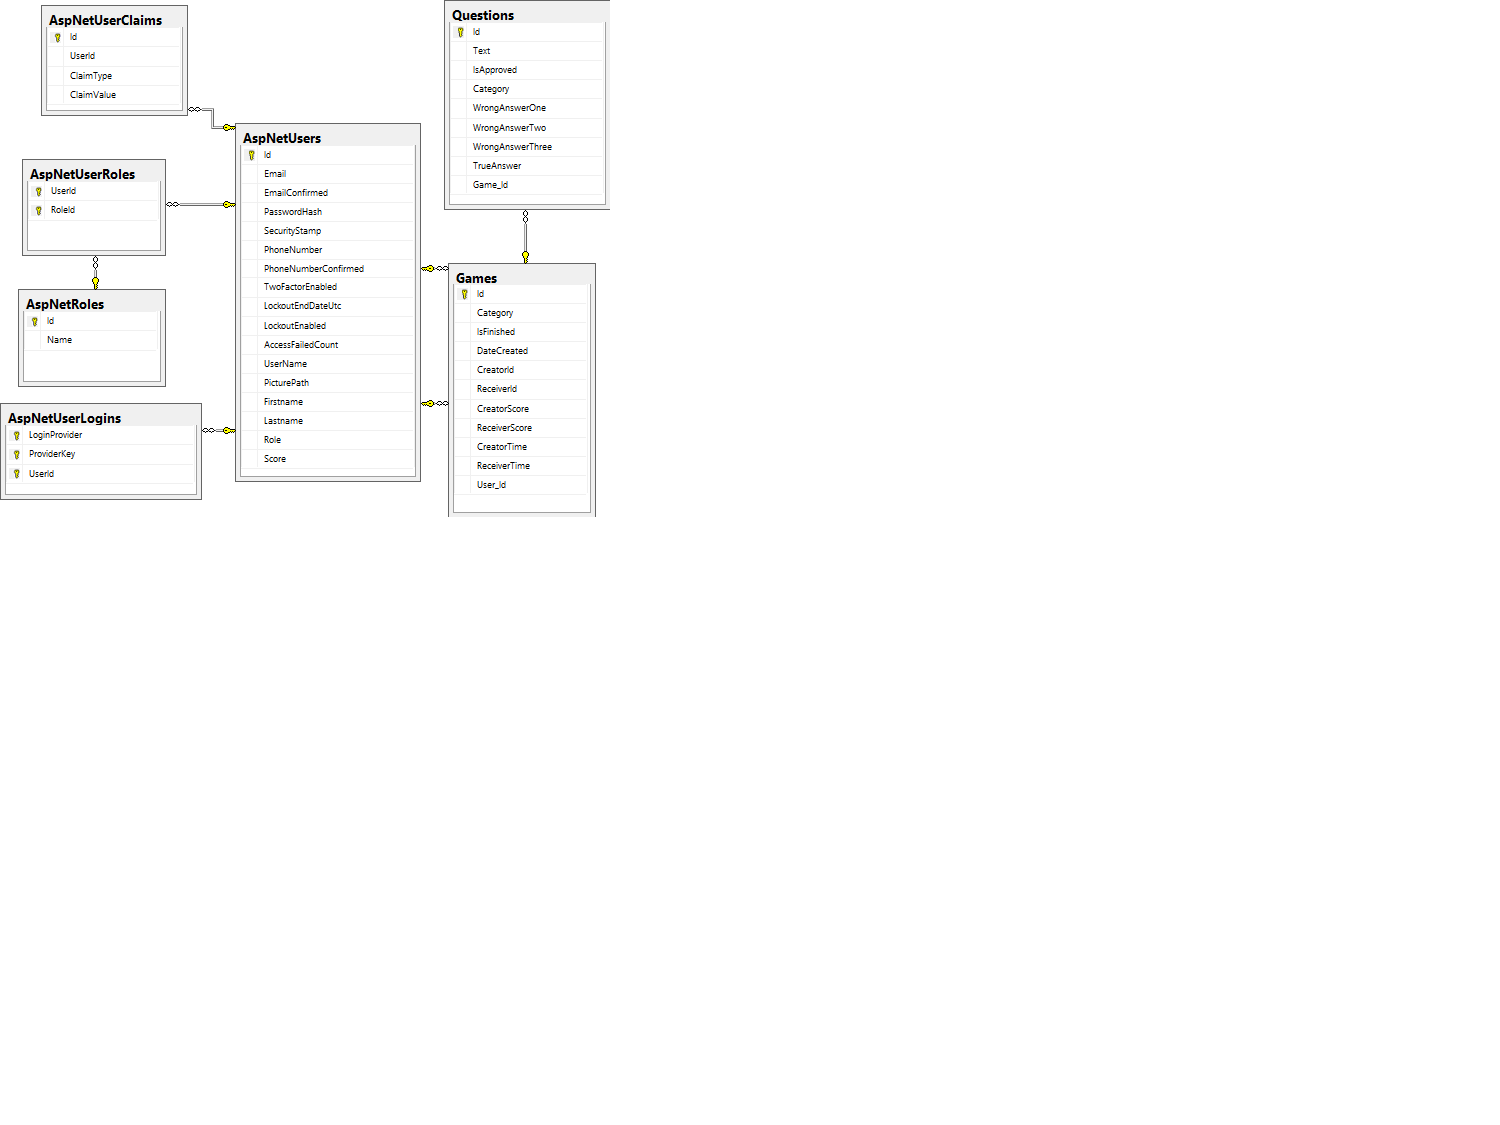 AspNetUserClaims
Id
UserId
ClaimType
ClaimValue
AspNetUserRoles
UserId
RoleId
AspNetRoles
Id
Name
AspNetUserLogins
LoginProvider
ProviderKey
UserId
AspNetUsers
Id
Email
EmailConfirmed
PasswordHash
SecurityStamp
PhoneNumber
PhoneNumberConfirmed
TwoFactorEnabled
LockoutEndDateUtc
LockoutEnabled
AccessFailedCount
UserName
PicturePath
Firstname
Lastname
Role
Score
Questions
Id
Text
IsApproved
Category
WrongAnswerOne
WrongAnswerTwo
WrongAnswerThree
TrueAnswer
Game_Id
Games
Id
Category
IsFinished
DateCreated
CreatorId
ReceiverId
CreatorScore
ReceiverScore
CreatorTime
ReceiverTime
User_Id